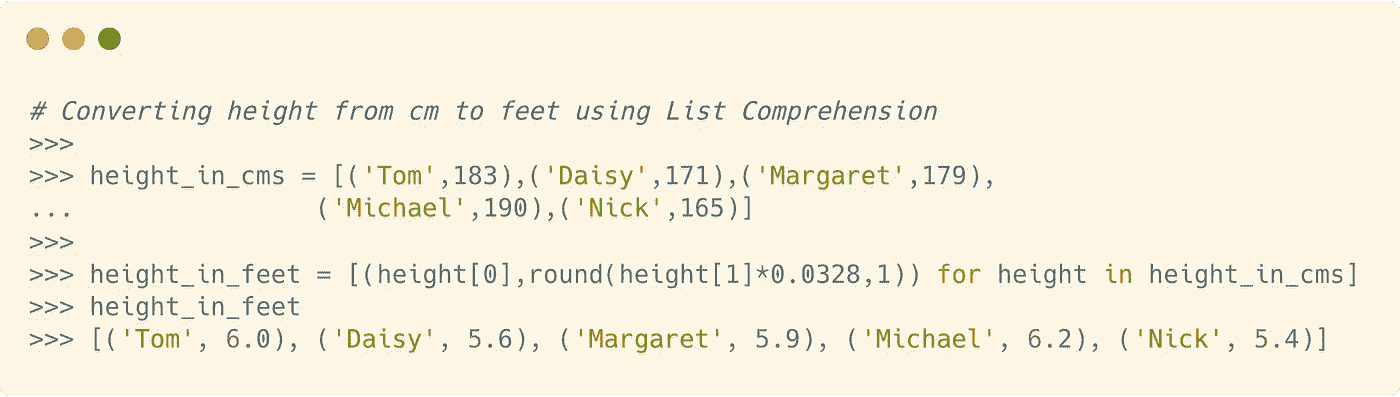 # Converting height from cm to feet using List Comprehension
>>>
>>> height_in_cms = [('Tom',183),('Daisy',171),('Margaret',179),
...                ('Michael',190),('Nick',165)]
>>>
>>> height_in_feet = [(height[0],round(height[1]*0.0328,1)) for height in height_in_cms]
>>> height_in_feet
>>> [('Tom', 6.0), ('Daisy', 5.6), ('Margaret', 5.9), ('Michael', 6.2), ('Nick', 5.4)]